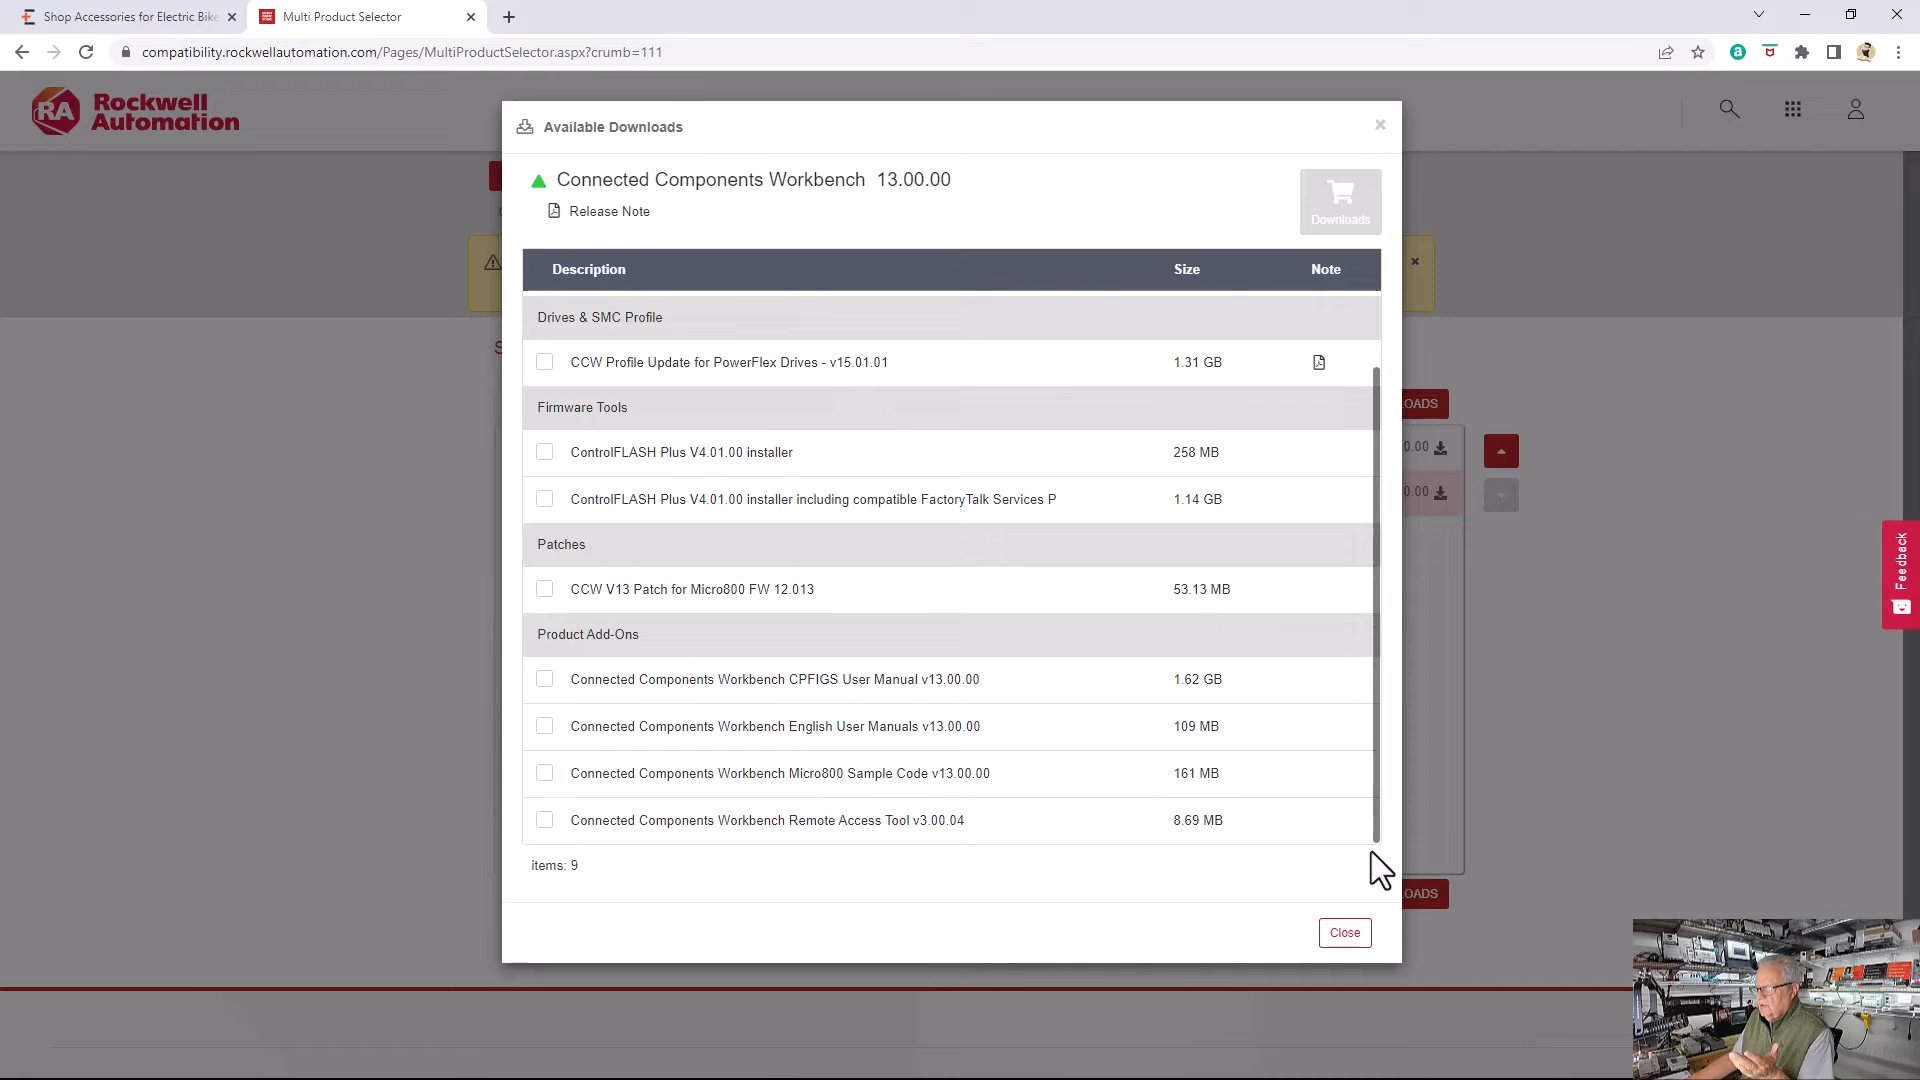 Shop Accessories for Electric Bike
Multi Product Selector
compatibility.rockwellautomation.com/Pages/MultiProductSelector.aspx?crumb=111
RA Rockwell
Automation
Available Downloads
Connected Components Workbench 13.00.00
Release Note
Downloads
Description Size Note
Drives & SMC Profile
CCW Profile Update for PowerFlex Drives - v15.01.01 1.31 GB
Firmware Tools
ControlFLASH Plus V4.01.00 installer 258 MB
ControlFLASH Plus V4.01.00 installer including compatible FactoryTalk Services P 1.14 GB
Patches
CCW V13 Patch for Micro800 FW 12.013 53.13 MB
Product Add-Ons
Connected Components Workbench CPFIGS User Manual v13.00.00 1.62 GB
Connected Components Workbench English User Manuals v13.00.00 109 MB
Connected Components Workbench Micro800 Sample Code v13.00.00 161 MB
Connected Components Workbench Remote Access Tool v3.00.04 8.69 MB
items: 9
Close
OADS
0.00
0.00
OADS
Feedback